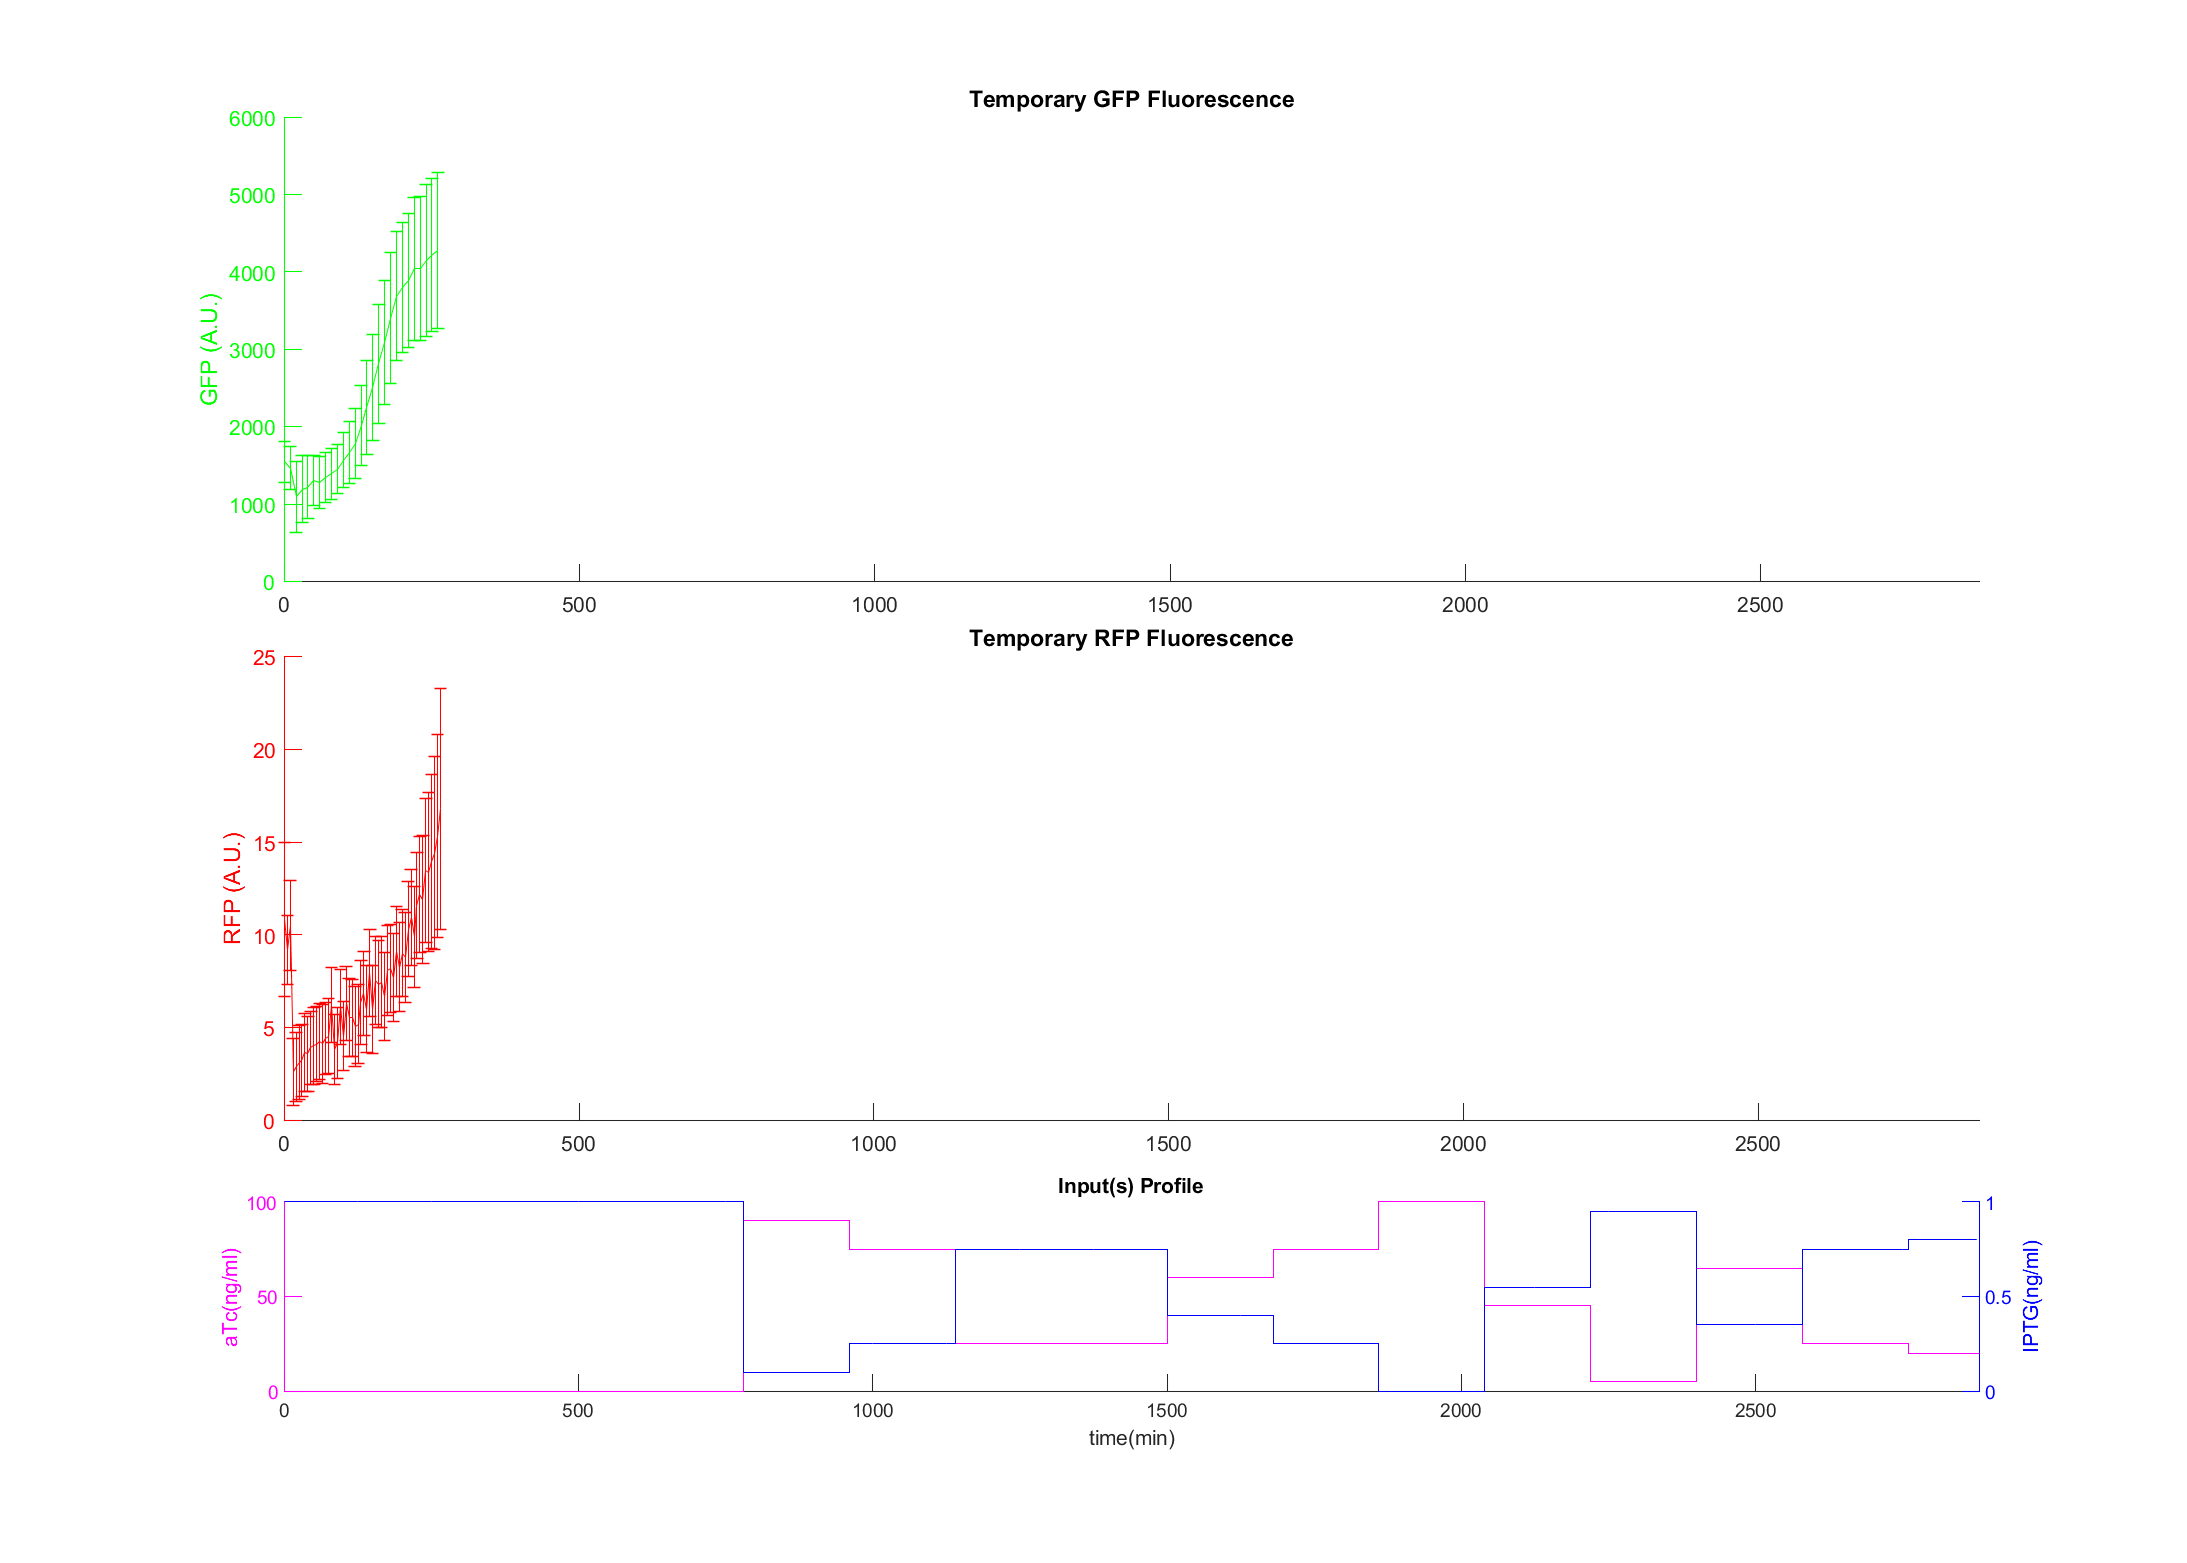 Temporary GFP Fluorescence
GFP (A.U.)
6000
5000
4000
3000
2000
1000
0
0 500 1000 1500 2000 2500
Temporary RFP Fluorescence
RFP (A.U.)
25
20
15
10
5
0
0 500 1000 1500 2000 2500
Input(s) Profile
aTc(ng/ml)
100
50
0
IPTG(ng/ml)
1
0.5
0
0 500 1000 1500 2000 2500
time(min)